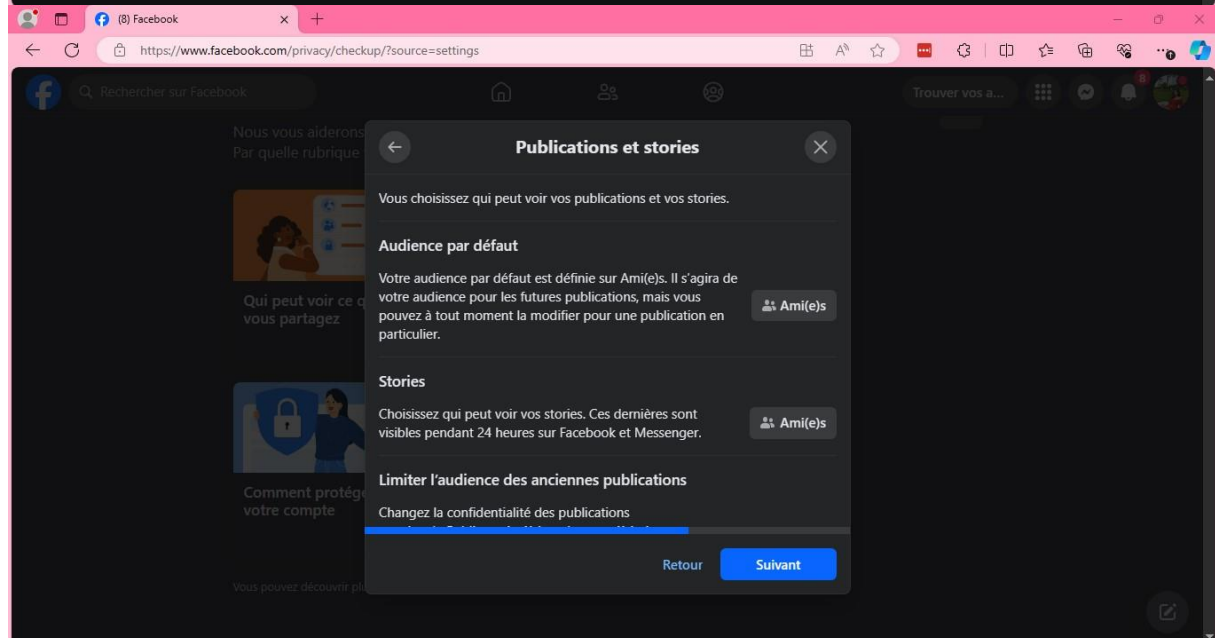 (8) Facebook
https://www.facebook.com/privacy/checkup/?source=settings
Rechercher sur Facebook
Trouver vos a...
8
Nous vous aiderons
Par quelle rubrique
Publications et stories
Vous choisissez qui peut voir vos publications et vos stories.
Audience par défaut
Votre audience par défaut est définie sur Ami(e)s. Il s'agira de
votre audience pour les futures publications, mais vous
pouvez à tout moment la modifier pour une publication en
particulier.
Ami(e)s
Qui peut voir ce q
vous partagez
Stories
Choisissez qui peut voir vos stories. Ces dernières sont
visibles pendant 24 heures sur Facebook et Messenger.
Ami(e)s
Limiter l'audience des anciennes publications
Changez la confidentialité des publications
Comment protége
votre compte
Retour
Suivant
Vous pouvez découvrir pl